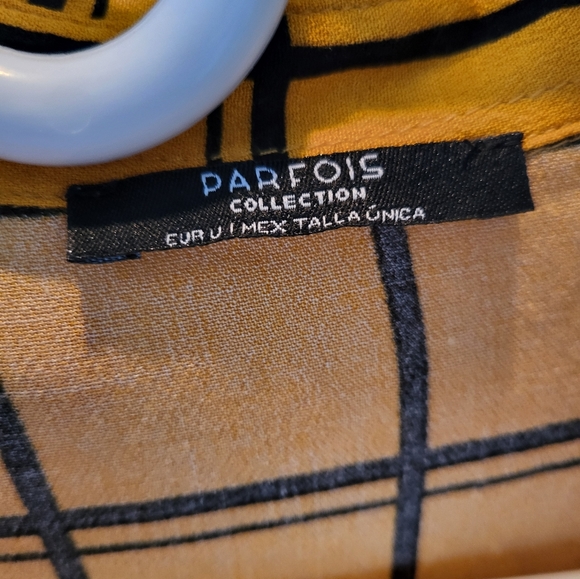 PARFOIS
COLLECTION
EUR U | MEX TALLA ÚNICA